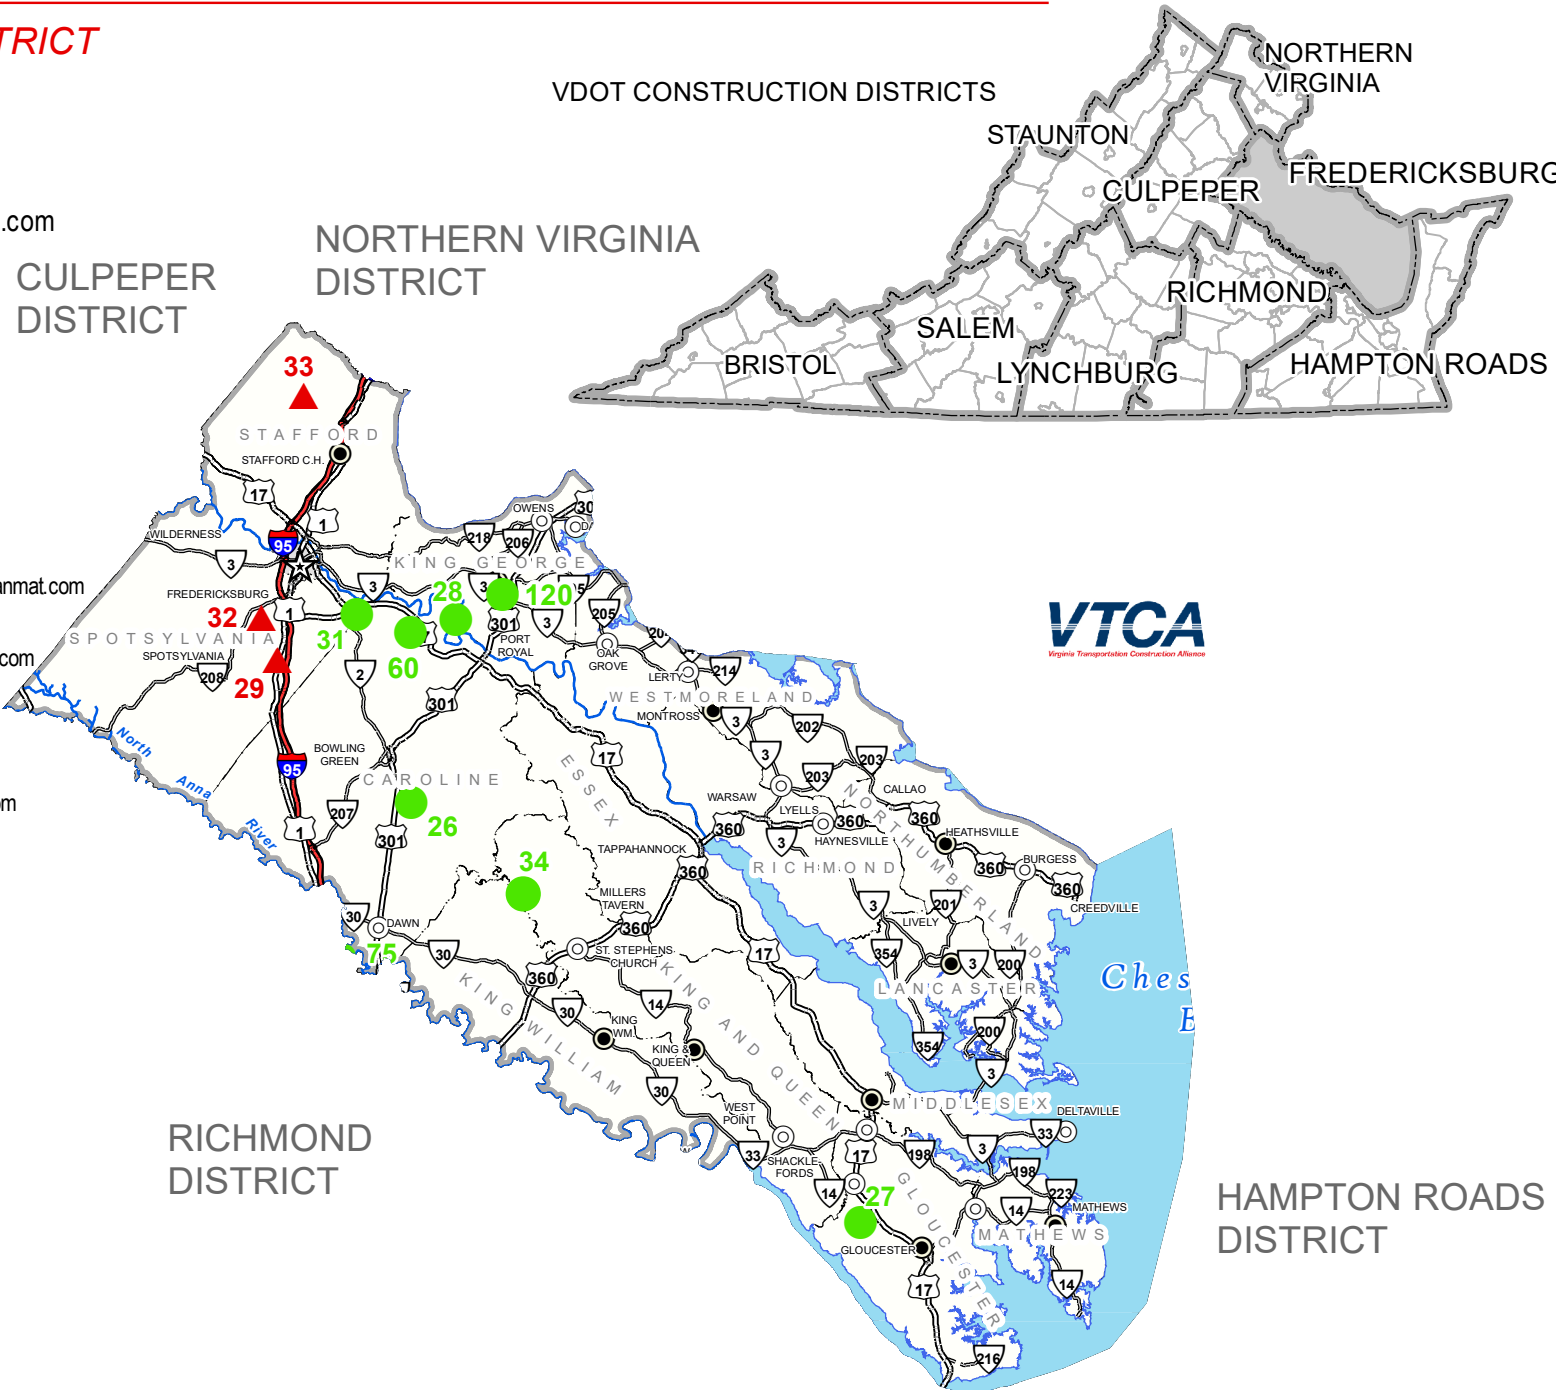 TRICT
VDOT CONSTRUCTION DISTRICTS
NORTHERN
VIRGINIA
STAUNTON
CULPEPER
FREDERICKSBURG
RICHMOND
SALEM
BRISTOL
LYNCHBURG
HAMPTON ROADS
.com
CULPEPER
DISTRICT
NORTHERN VIRGINIA
DISTRICT
33
STAFFORD
STAFFORD C.H.
17
1
95
WILDERNESS
3
OWENS
30
DA
218
206
KING GEORGE
3
3
28
120
205
anmat.com
FREDERICKSBURG
32
1
31
60
301
PORT
ROYAL
3
OAK
GROVE
SPOTSYLVANIA
SPOTSYLVANIA
208
29
2
301
.com
LERTY
214
WESTMORELAND
MONTROSS
3
202
VTCA
Virginia Transportation Construction Alliance
North
Anna
River
BOWLING
GREEN
95
CAROLINE
ESSEX
17
3
203
203
om
207
1
301
26
WARSAW
360
LYELLS
360
HAYNESVILLE
CALLAO
360
HEATHSVILLE
NORTHUMBERLAND
TAPPAHANNOCK
360
3
RICHMOND
360
BURGESS
360
CREEDVILLE
34
MILLERS
TAVERN
360
3
201
LIVELY
30
DAWN
75
30
ST. STEPHENS
CHURCH
17
354
3
200
LANCASTER
Ches
B
360
KING WILLIAM
30
14
KING AND QUEEN
KING
WM.
KING &
QUEEN
354
200
3
30
WEST
POINT
MIDDLESEX
DELTAVILLE
33
RICHMOND
DISTRICT
33
SHACKLE-
FORDS
17
198
3
198
223
14
27
GLOUCESTER
14
MATHEWS
MATHEWS
GLOUCESTER
17
14
216
HAMPTON ROADS
DISTRICT